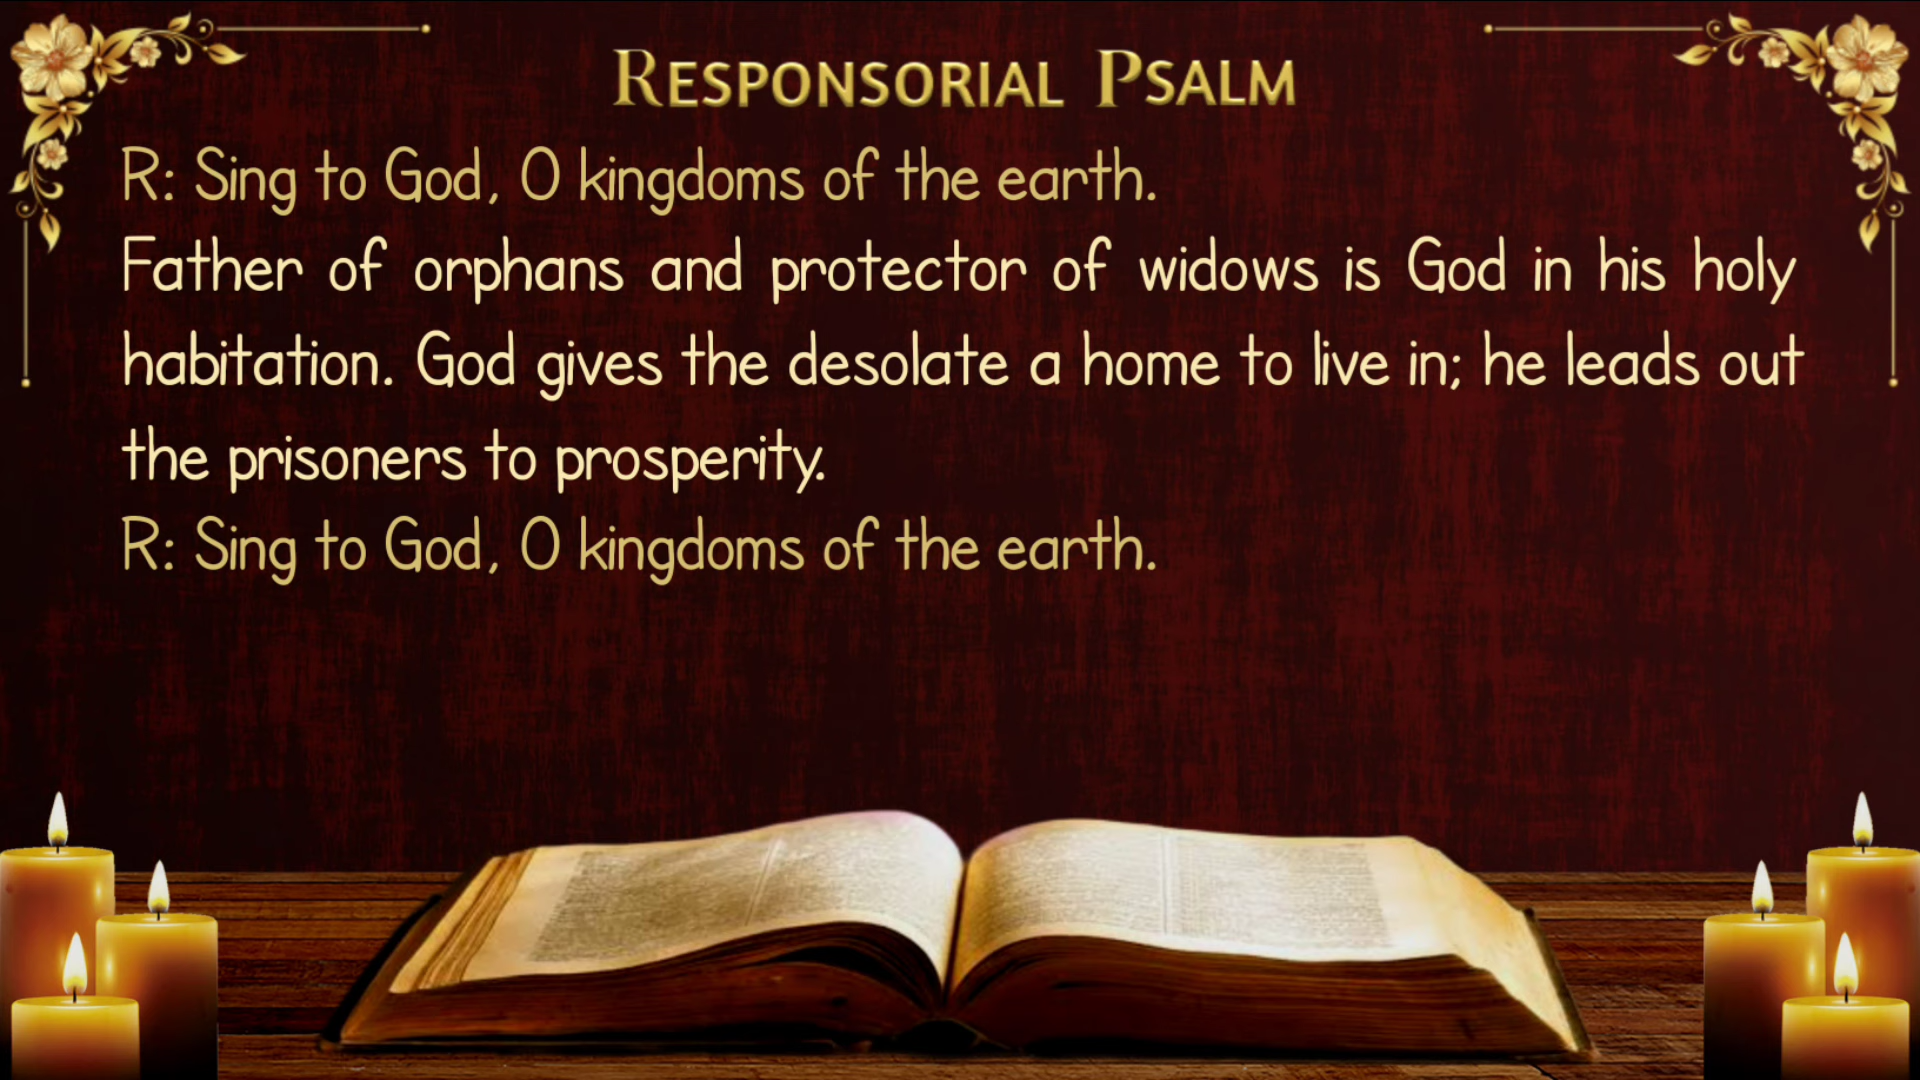 Responsorial Psalm
R: Sing to God, O kingdoms of the earth.
Father of orphans and protector of widows is God in his holy
habitation. God gives the desolate a home to live in; he leads out
the prisoners to prosperity.
R: Sing to God, O kingdoms of the earth.